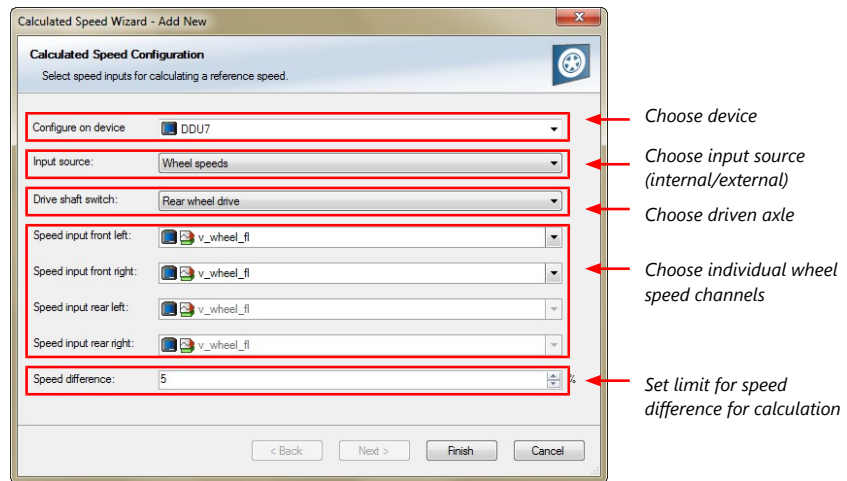 Calculated Speed Wizard - Add New
Calculated Speed Configuration
Select speed inputs for calculating a reference speed.
Configure on device
DDU7
Choose device
Input source:
Wheel speeds
Choose input source
(internal/external)
Drive shaft switch:
Rear wheel drive
Choose driven axle
Speed input front left:
v_wheel_fl
Speed input front right:
v_wheel_fl
Choose individual wheel
speed channels
Speed input rear left:
v_wheel_fl
Speed input rear right:
v_wheel_fl
Speed difference:
5
%
Set limit for speed
difference for calculation
< Back
Next >
Finish
Cancel